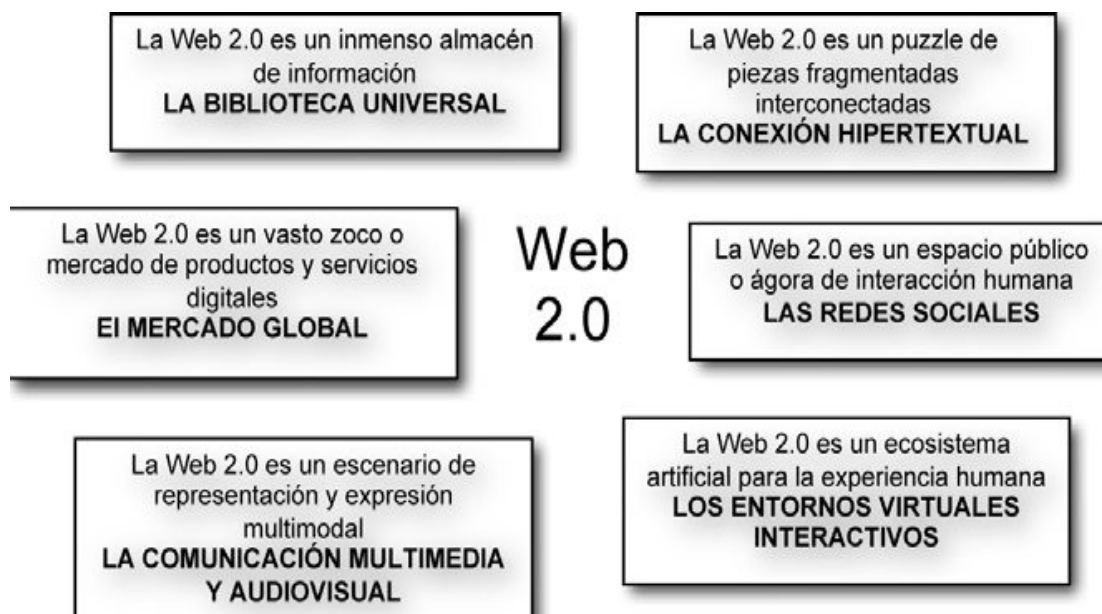 La Web 2.0 es un inmenso almacén
de información
LA BIBLIOTECA UNIVERSAL
La Web 2.0 es un puzzle de
piezas fragmentadas
interconectadas
LA CONEXIÓN HIPERTEXTUAL
La Web 2.0 es un vasto zoco o
mercado de productos y servicios
digitales
El MERCADO GLOBAL
Web
2.0
La Web 2.0 es un espacio público
o ágora de interacción humana
LAS REDES SOCIALES
La Web 2.0 es un escenario de
representación y expresión
multimodal
LA COMUNICACIÓN MULTIMEDIA
Y AUDIOVISUAL
La Web 2.0 es un ecosistema
artificial para la experiencia humana
LOS ENTORNOS VIRTUALES
INTERACTIVOS